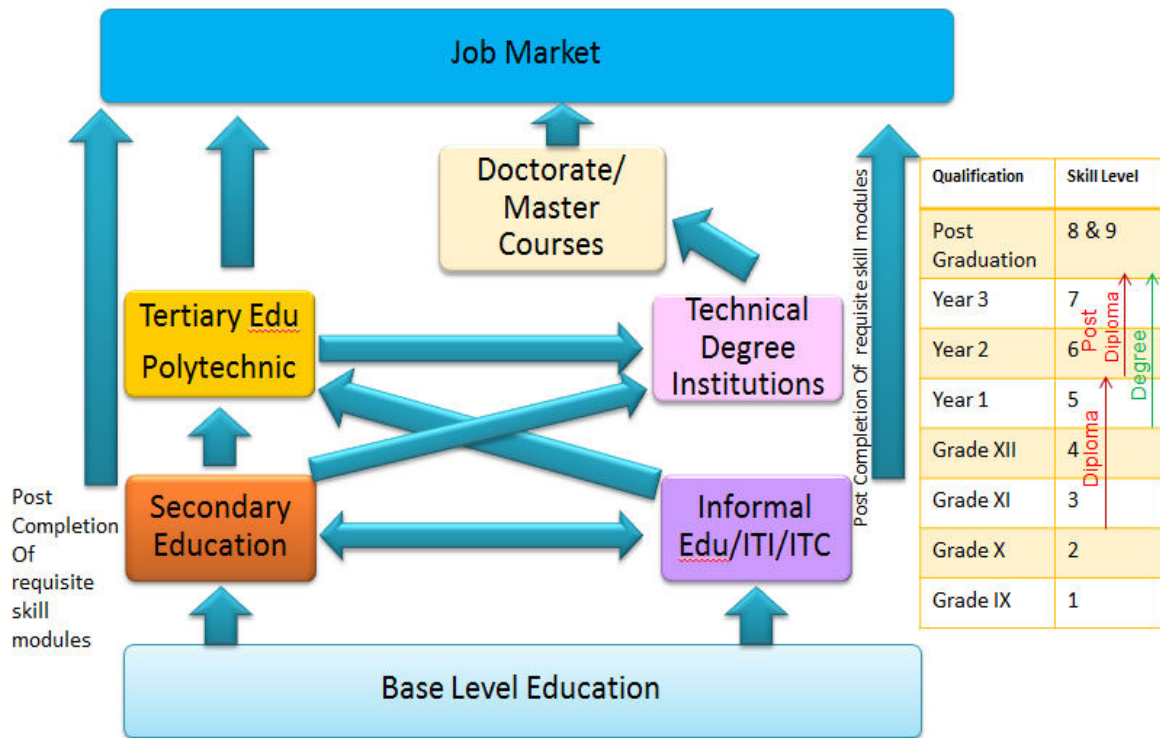 Job Market
Doctorate/
Master
Courses
Tertiary Edu
Polytechnic
Technical
Degree
Institutions
Secondary
Education
Informal
Edu/ITI/ITC
Base Level Education
Post
Completion
Of
requisite
skill
modules
Post Completion Of requisite skill modules
Qualification Skill Level
Post
Graduation 8 & 9
Year 3 7
Year 2 6
Year 1 5
Grade XII 4
Grade XI 3
Grade X 2
Grade IX 1
Post
Diploma
Degree
Diploma